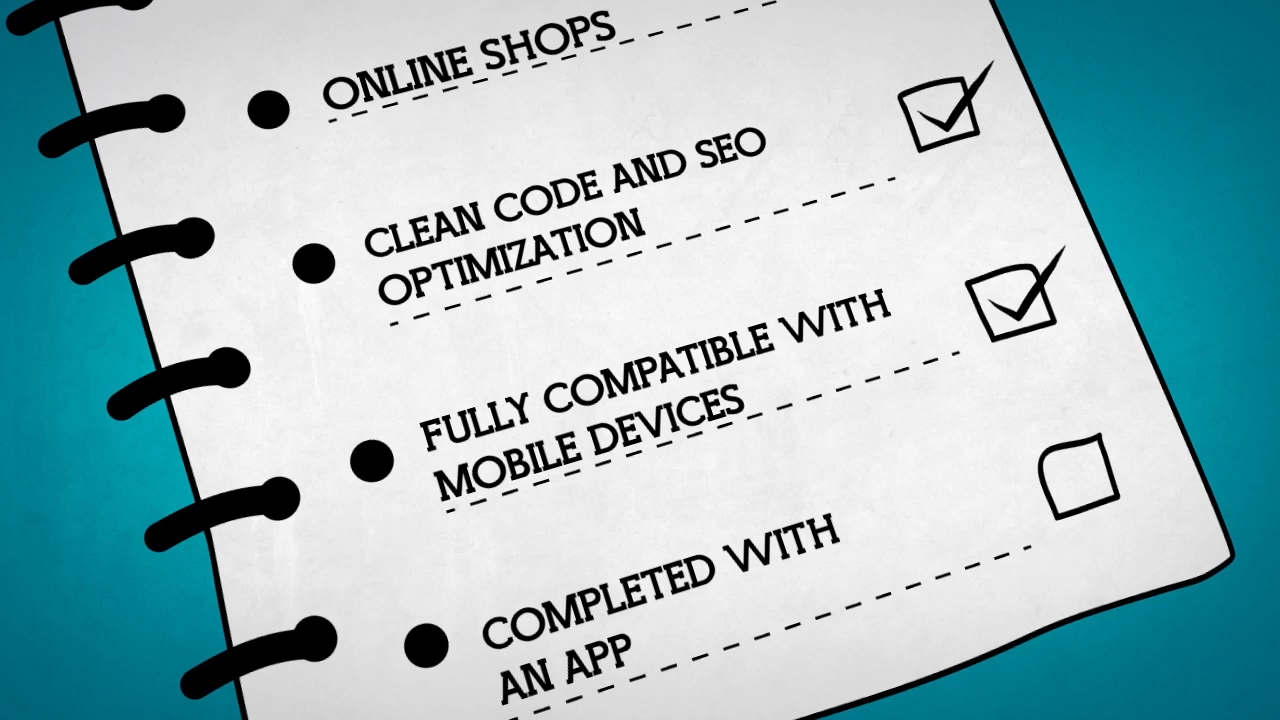 ONLINE SHOPS
CLEAN CODE AND SEO
OPTIMIZATION
FULLY COMPATIBLE WITH
MOBILE DEVICES
COMPLETED WITH
AN APP